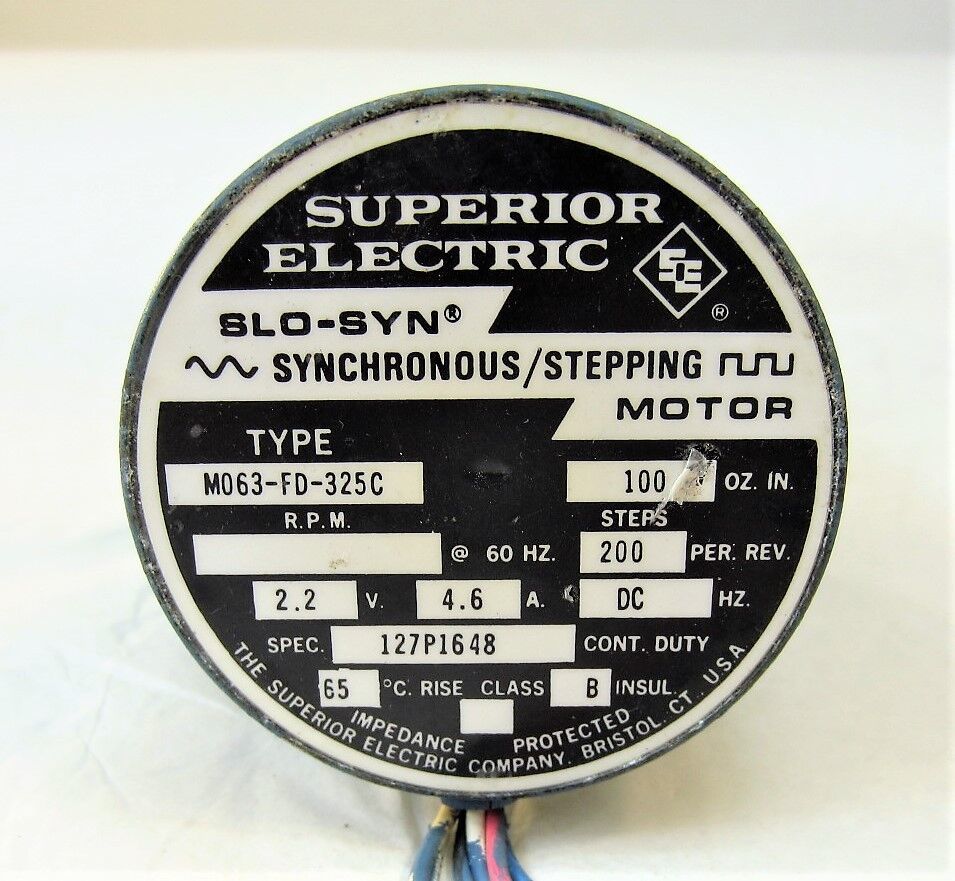 SUPERIOR
ELECTRIC
SE
®
SLO-SYN®
SYNCHRONOUS/STEPPING
MOTOR
TYPE
M063-FD-325C
100 OZ. IN.
R.P.M.
STEPS
@ 60 HZ. 200 PER. REV.
2.2 V. 4.6 A. DC HZ.
SPEC. 127P1648 CONT. DUTY
65 °C. RISE CLASS B INSUL.
IMPEDANCE PROTECTED
THE SUPERIOR ELECTRIC COMPANY. BRISTOL. CT., U.S.A.